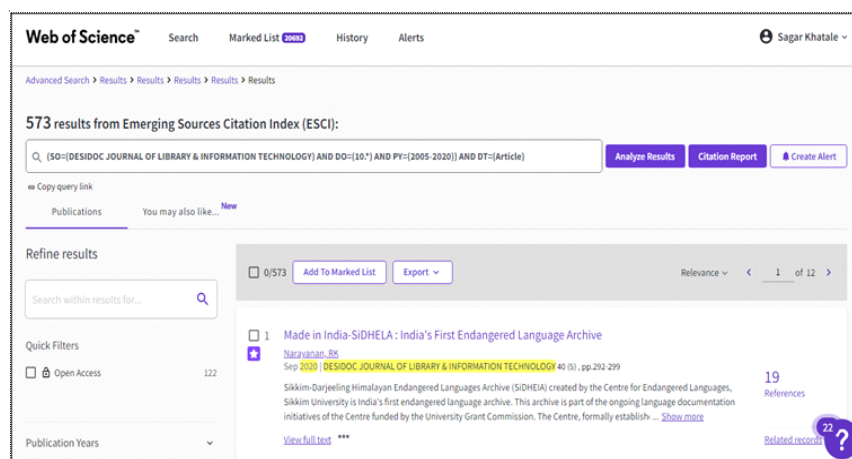 Web of Science™ Search Marked List 20692 History Alerts Sagar Khatale
Advanced Search > Results > Results > Results > Results > Results
573 results from Emerging Sources Citation Index (ESCI):
(SO=(DESIDOC JOURNAL OF LIBRARY & INFORMATION TECHNOLOGY) AND DO=(10.*) AND PY=(2005-2020)) AND DT=(Article) Analyze Results Citation Report Create Alert
Copy query link
Publications You may also like... New
Refine results
0/573 Add To Marked List Export Relevance 1 of 12
Search within results for...
1 Made in India-SiDHELA : India's First Endangered Language Archive
Quick Filters
Narayanan, RK
Sep 2020 | DESIDOC JOURNAL OF LIBRARY & INFORMATION TECHNOLOGY 40 (5) , pp.292-299
Open Access 122
Sikkim-Darjeeling Himalayan Endangered Languages Archive (SiDHElA) created by the Centre for Endangered Languages,
Sikkim University is India's first endangered language archive. This archive is part of the ongoing language documentation
initiatives of the Centre funded by the University Grant Commission. The Centre, formally establish ... Show more
19
References
Publication Years
View full text •••
Related records
22
?